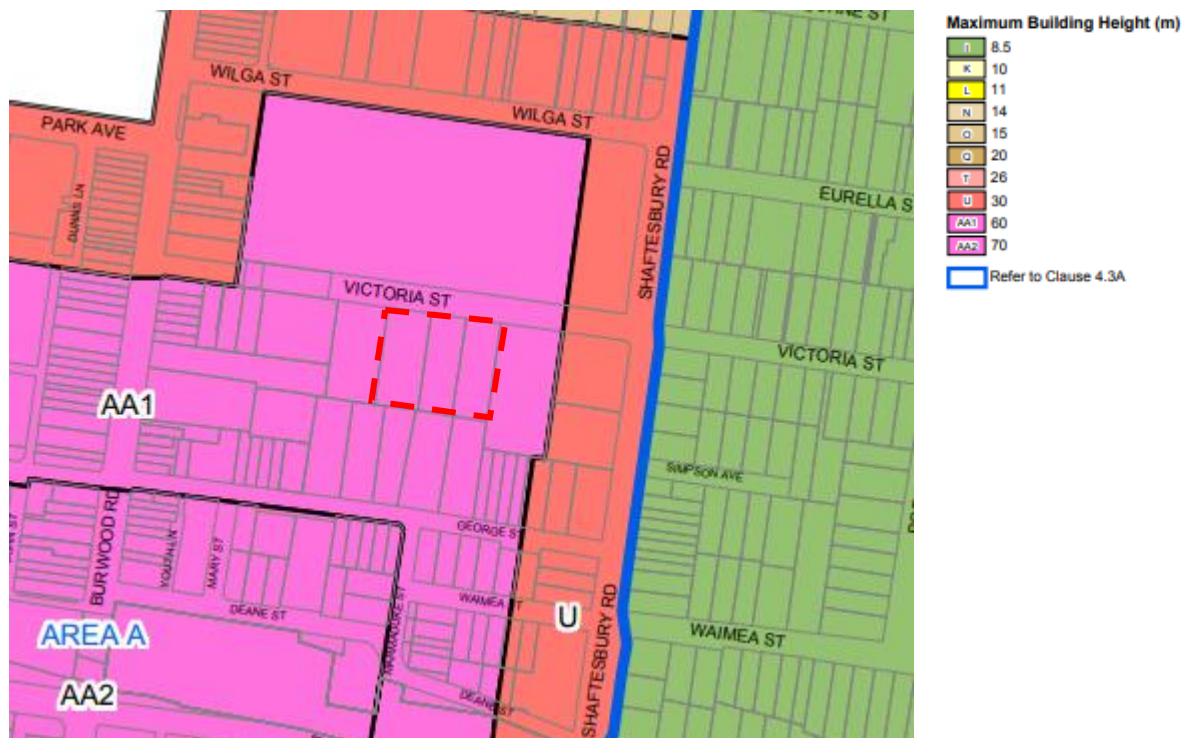 WILGA ST
WILGA ST
PARK AVE
DUNNS LN
SHAFTESBURY RD
EURELLA S
VICTORIA ST
VICTORIA ST
AA1
SIMPSON AVE
BURWOOD RD
YOUTH LN
MARY ST
GEORGE S
DEANE ST
MARMADUKE ST
WAIMEA ST
U
WAIMEA ST
AREA A
AA2
DEANE ST
SHAFTESBURY RD
Maximum Building Height (m)
I 8.5
K 10
L 11
N 14
O 15
Q 20
T 26
U 30
AA1 60
AA2 70
Refer to Clause 4.3A